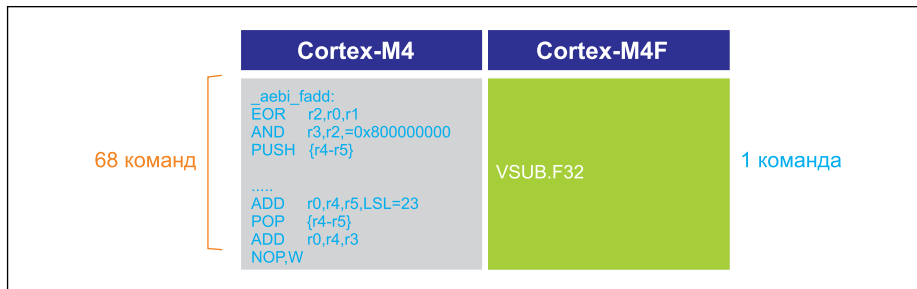 Cortex-M4 Cortex-M4F
68 команд
_aebi_fadd:
EOR r2,r0,r1
AND r3,r2,=0x800000000
PUSH {r4-r5}
.....
ADD r0,r4,r5,LSL=23
POP {r4-r5}
ADD r0,r4,r3
NOP,W
VSUB.F32
1 команда